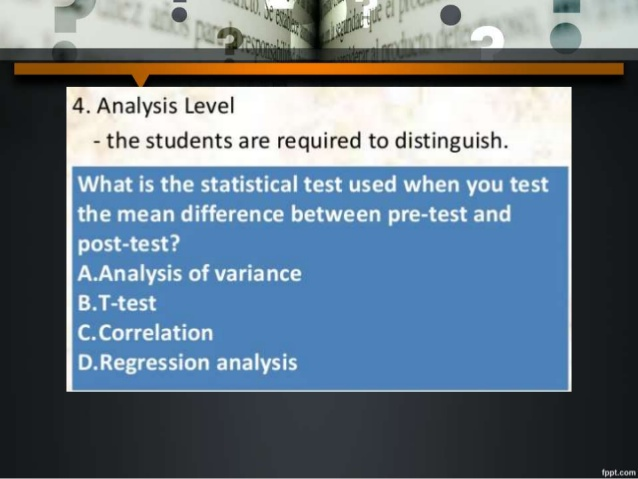 4. Analysis Level
- the students are required to distinguish.
What is the statistical test used when you test
the mean difference between pre-test and
post-test?
A.Analysis of variance
B.T-test
C.Correlation
D.Regression analysis
fppt.com